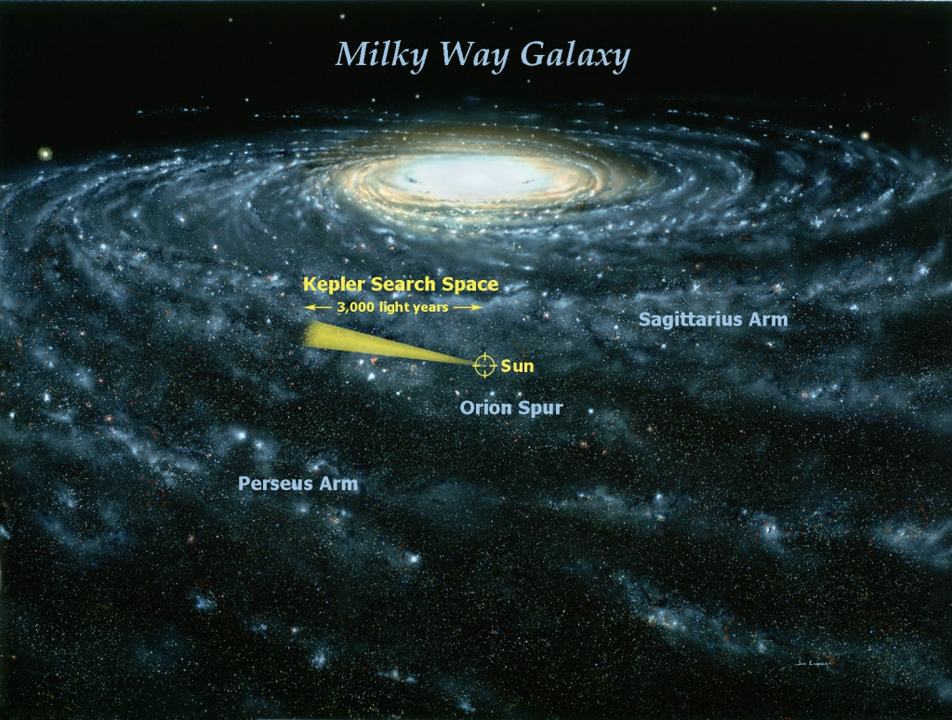 Milky Way Galaxy
Kepler Search Space
3,000 light years
Sagittarius Arm
Sun
Orion Spur
Perseus Arm